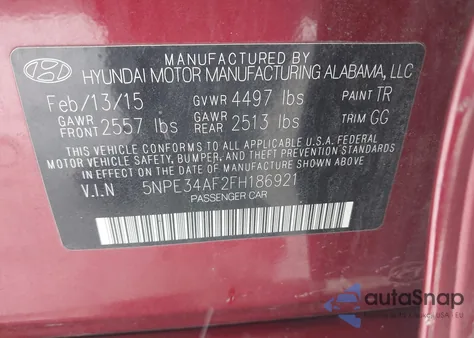 MANUFACTURED BY
HYUNDAI MOTOR MANUFACTURING ALABAMA, LLC
Feb/13/15 GVWR 4497 lbs PAINT TR
GAWR FRONT 2557 lbs GAWR REAR 2513 lbs TRIM GG
THIS VEHICLE CONFORMS TO ALL APPLICABLE U.S.A FEDERAL
MOTOR VEHICLE SAFETY, BUMPER, AND THEFT PREVENTION STANDARDS
IN EFFECT ON THE DATE OF MANUFACTURE SHOWN ABOVE.
V.I.N 5NPE34AF2FH186921
PASSENGER CAR
autoSnap